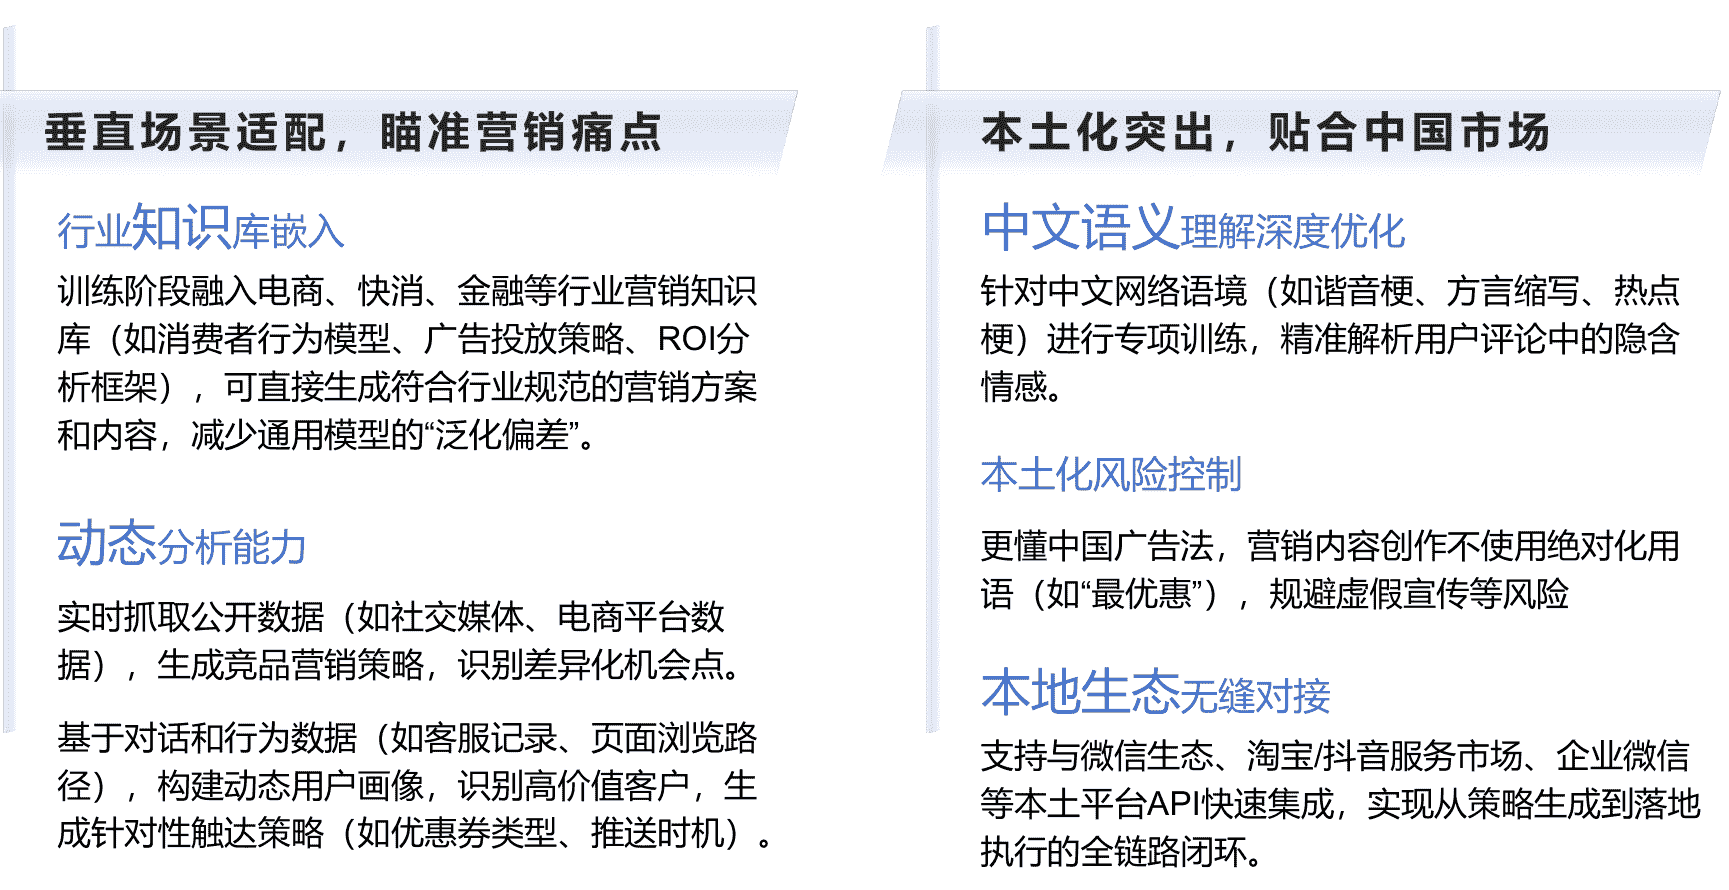 垂直场景适配，瞄准营销痛点
行业知识库嵌入
训练阶段融入电商、快消、金融等行业营销知识
库（如消费者行为模型、广告投放策略、ROI分
析框架），可直接生成符合行业规范的营销方案
和内容，减少通用模型的“泛化偏差”。
动态分析能力
实时抓取公开数据（如社交媒体、电商平台数
据），生成竞品营销策略，识别差异化机会点。
基于对话和行为数据（如客服记录、页面浏览路
径），构建动态用户画像，识别高价值客户，生
成针对性触达策略（如优惠券类型、推送时机）。
本土化突出，贴合中国市场
中文语义理解深度优化
针对中文网络语境（如谐音梗、方言缩写、热点
梗）进行专项训练，精准解析用户评论中的隐含
情感。
本土化风险控制
更懂中国广告法，营销内容创作不使用绝对化用
语（如“最优惠”），规避虚假宣传等风险
本地生态无缝对接
支持与微信生态、淘宝/抖音服务市场、企业微信
等本土平台API快速集成，实现从策略生成到落地
执行的全链路闭环。